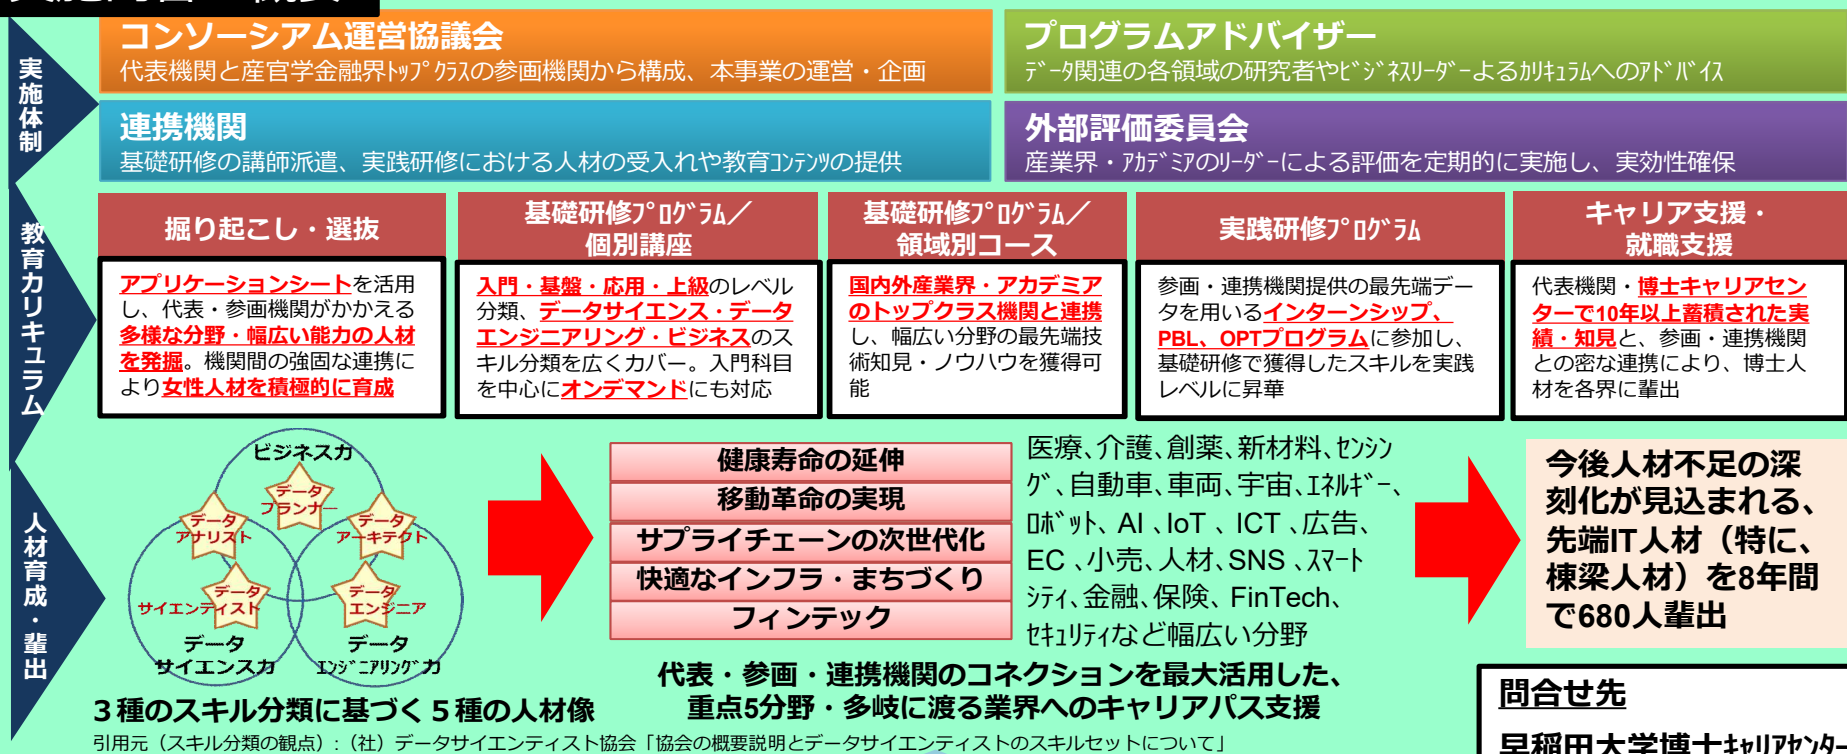 実施体制
コンソーシアム運営協議会
代表機関と産官学金融界ﾄｯﾌﾟｸﾗｽの参画機関から構成、本事業の運営・企画
プログラムアドバイザー
ﾃﾞｰﾀ関連の各領域の研究者やﾋﾞｼﾞﾈｽﾘｰﾀﾞｰよるｶﾘｷｭﾗﾑへのｱﾄﾞﾊﾞｲｽ
連携機関
基礎研修の講師派遣、実践研修における人材の受入れや教育ｺﾝﾃﾝﾂの提供
外部評価委員会
産業界・ｱｶﾃﾞﾐｱのﾘｰﾀﾞｰによる評価を定期的に実施し、実効性確保
教育カリキュラム
掘り起こし・選抜
アプリケーションシートを活用
し、代表・参画機関がかかえる
多様な分野・幅広い能力の人材
を発掘。機関間の強固な連携に
より女性人材を積極的に育成
基礎研修ﾌﾟﾛｸﾞﾗﾑ／
個別講座
入門・基盤・応用・上級のレベル
分類、データサイエンス・データ
エンジニアリング・ビジネスのス
キル分類を広くカバー。入門科目
を中心にオンデマンドにも対応
基礎研修ﾌﾟﾛｸﾞﾗﾑ／
領域別コース
国内外産業界・アカデミア
のトップクラス機関と連携
し、幅広い分野の最先端技
術知見・ノウハウを獲得可
能
実践研修ﾌﾟﾛｸﾞﾗﾑ
参画・連携機関提供の最先端デー
タを用いるインターンシップ、
PBL、OPTプログラムに参加し、
基礎研修で獲得したスキルを実践
レベルに昇華
キャリア支援・
就職支援
代表機関・博士キャリアセン
ターで10年以上蓄積された実
績・知見と、参画・連携機関
との密な連携により、博士人
材を各界に輩出
人材育成・輩出
ビジネス力
データ
プランナー
データ
アナリスト
データ
アーキテクト
データ
サイエンティスト
データ
エンジニア
データ
サイエンス力
データ
ｴﾝｼﾞﾆｱﾘﾝｸﾞ力
３種のスキル分類に基づく５種の人材像
健康寿命の延伸
移動革命の実現
サプライチェーンの次世代化
快適なインフラ・まちづくり
フィンテック
医療、介護、創薬、新材料、ｾﾝｼﾝ
ｸﾞ、自動車、車両、宇宙、ｴﾈﾙｷﾞｰ、
ﾛﾎﾞｯﾄ、AI、IoT、ICT、広告、
EC、小売、人材、SNS、ｽﾏｰﾄ
ｼﾃｨ、金融、保険、FinTech、
ｾｷｭﾘﾃｨなど幅広い分野
代表・参画・連携機関のコネクションを最大活用した、
重点5分野・多岐に渡る業界へのキャリアパス支援
今後人材不足の深
刻化が見込まれる、
先端IT人材（特に、
棟梁人材）を8年間
で680人輩出
引用元（スキル分類の観点）：（社）データサイエンティスト協会「協会の概要説明とデータサイエンティストのスキルセットについて」
問合せ先
早稲田大学博士ｷｬﾘｱｾﾝﾀｰ